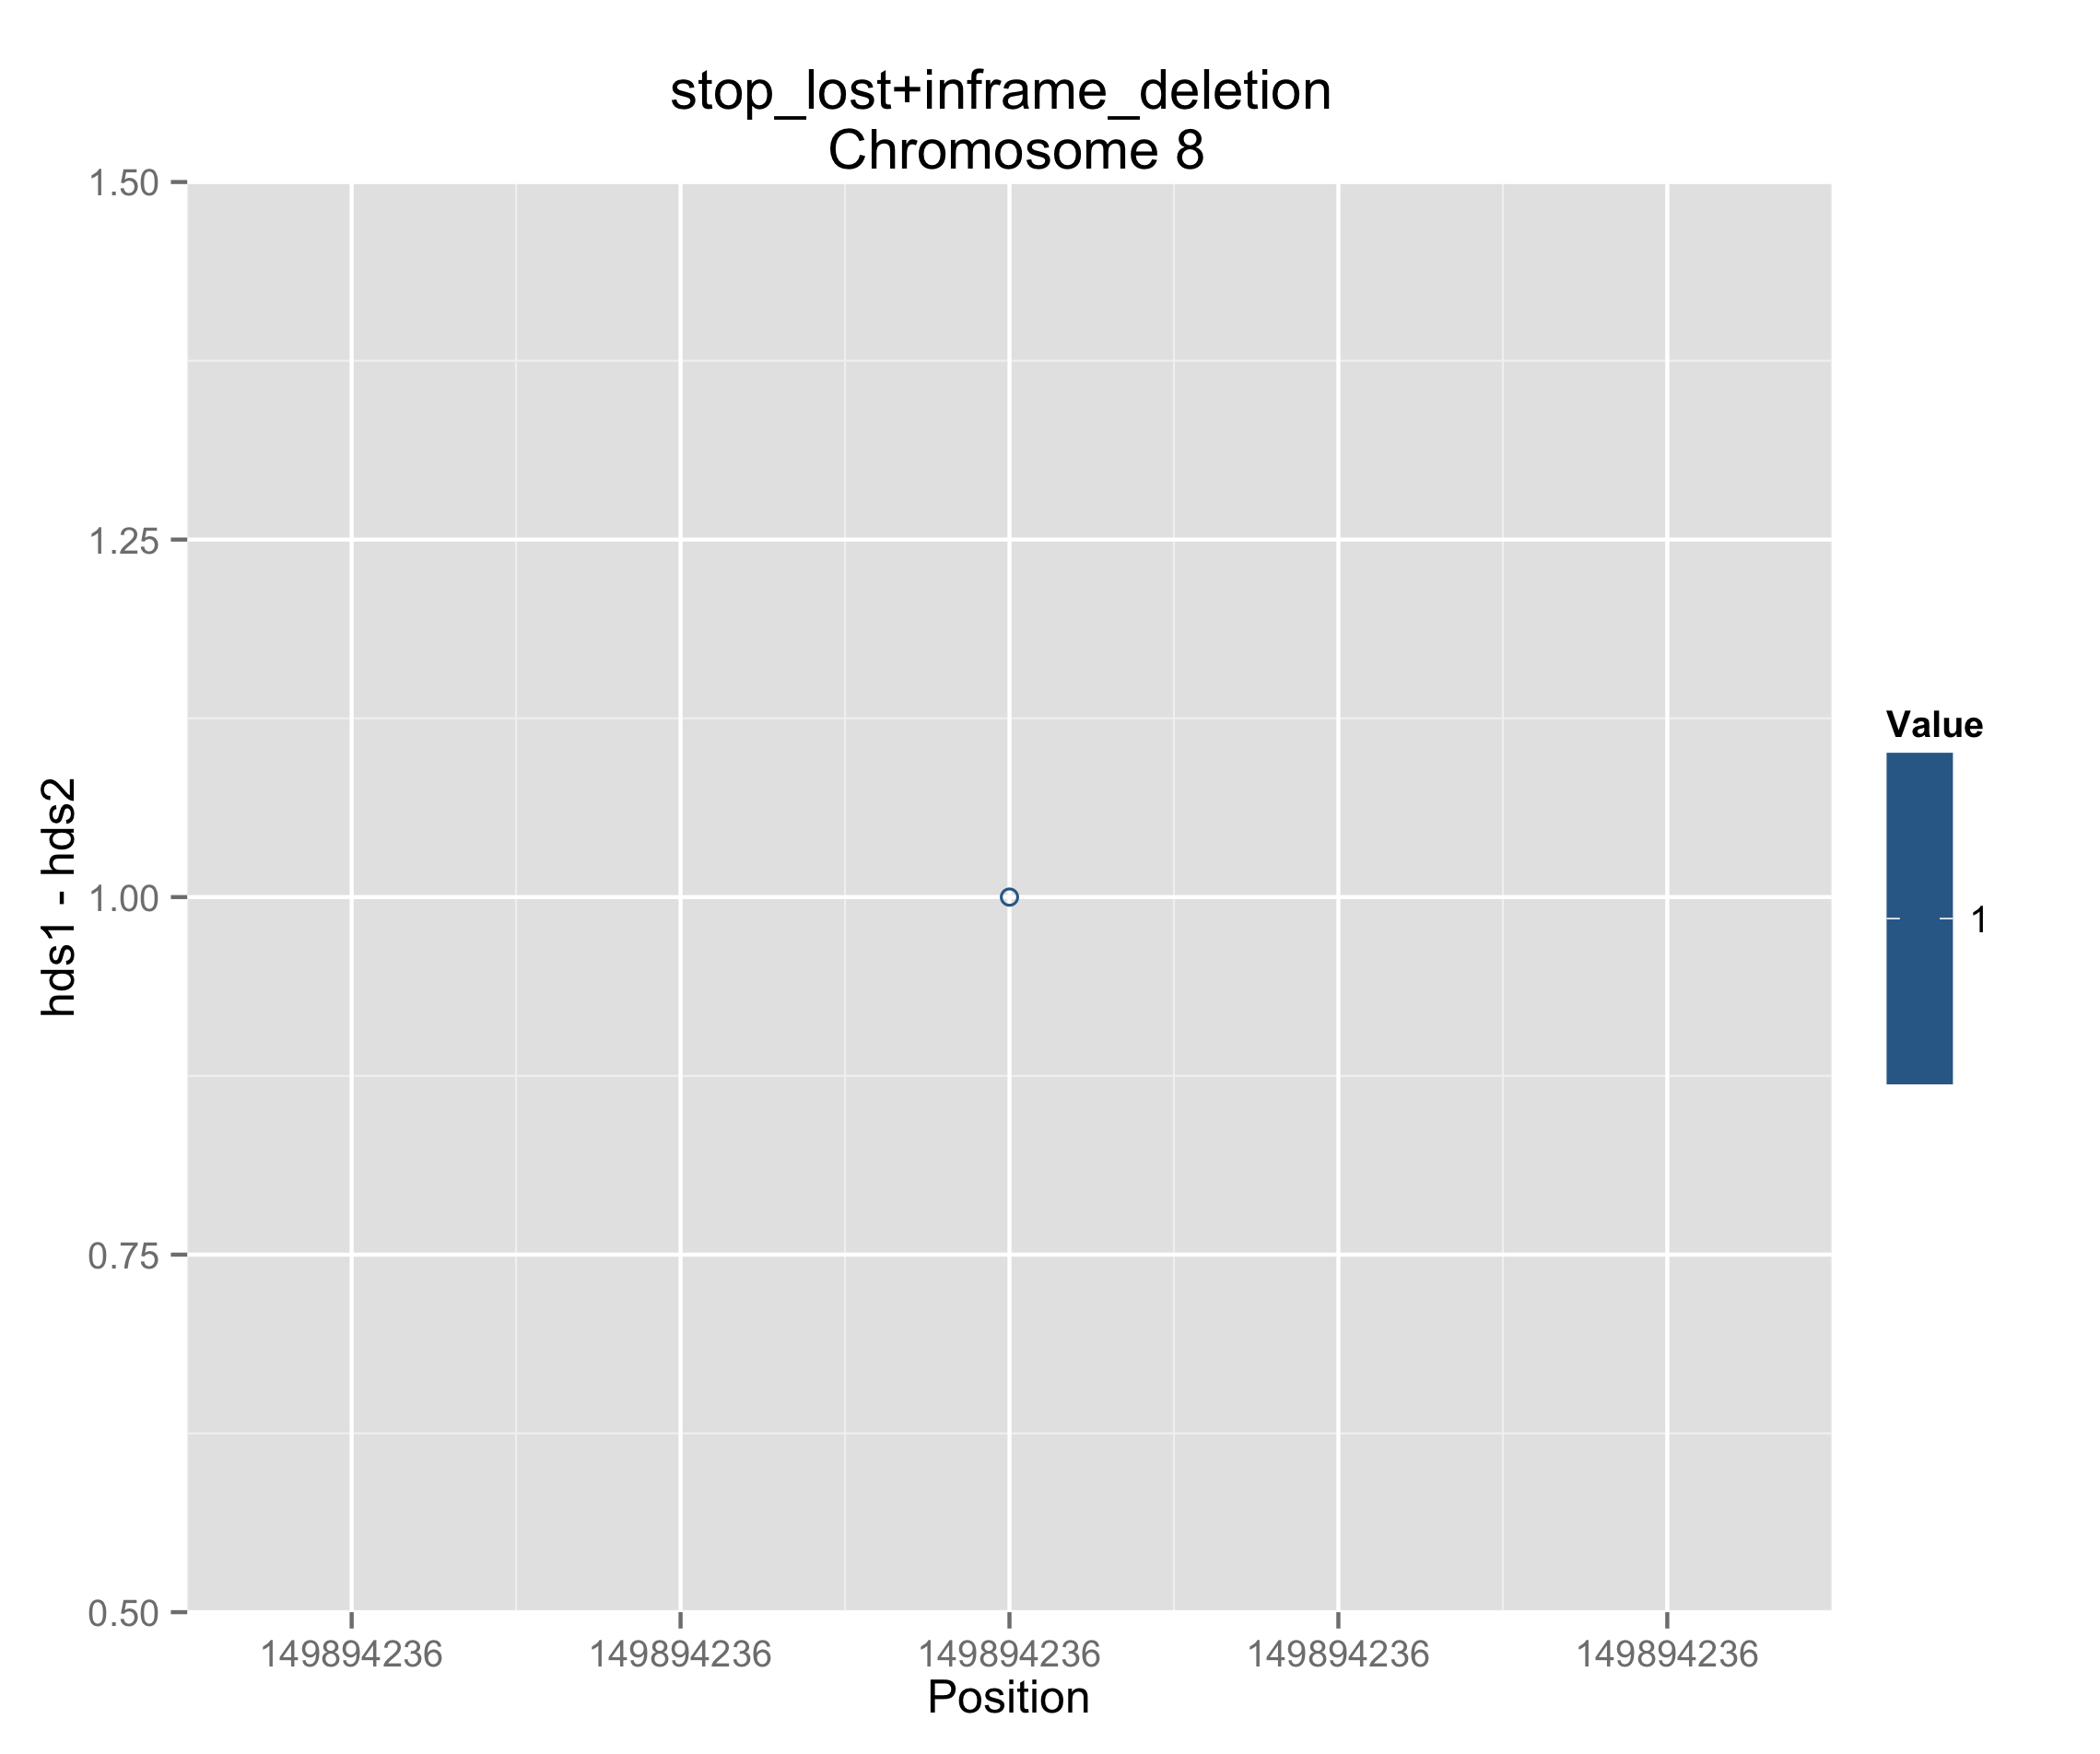 stop_lost+inframe_deletion
Chromosome 8
1.50
1.25
1.00
0.75
0.50
hds1 - hds2
149894236 149894236 149894236 149894236 149894236
Position
Value
1